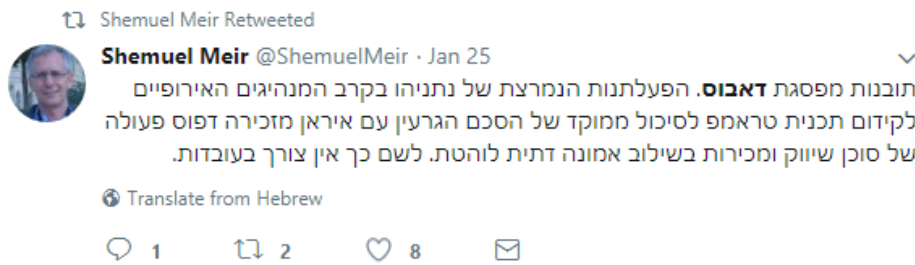 Shemuel Meir Retweeted
Shemuel Meir @ShemuelMeir · Jan 25
תובנות מפסגת דאבוס. הפעלתנות הנמרצת של נתניהו בקרב המנהיגים האירופיים
לקידום תכנית טראמפ לסיכול ממוקד של הסכם הגרעין עם איראן מזכירה דפוס פעולה
של סוכן שיווק ומכירות בשילוב אמונה דתית לוהטת. לשם כך אין צורך בעובדות.
Translate from Hebrew
1 2 8